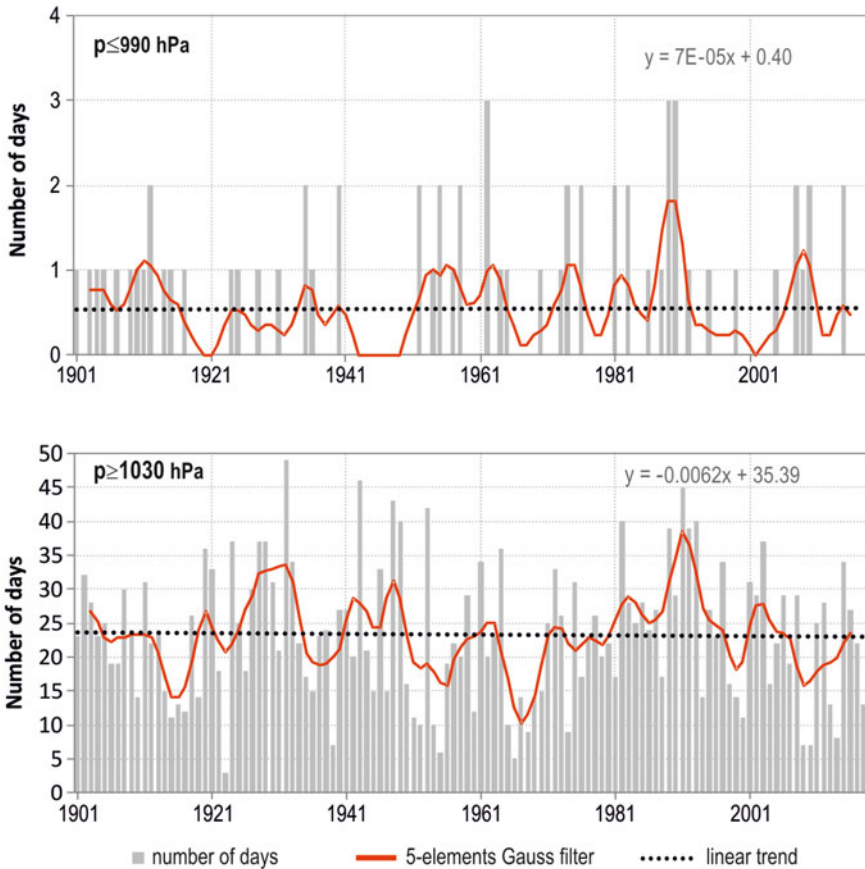 4
p≤990 hPa
y = 7E-05x + 0.40
3
Number of days
2
1
0
1901 1921 1941 1961 1981 2001
50
p≥1030 hPa
y = -0.0062x + 35.39
45
40
35
30
Number of days
25
20
15
10
5
0
1901 1921 1941 1961 1981 2001
number of days 5-elements Gauss filter linear trend